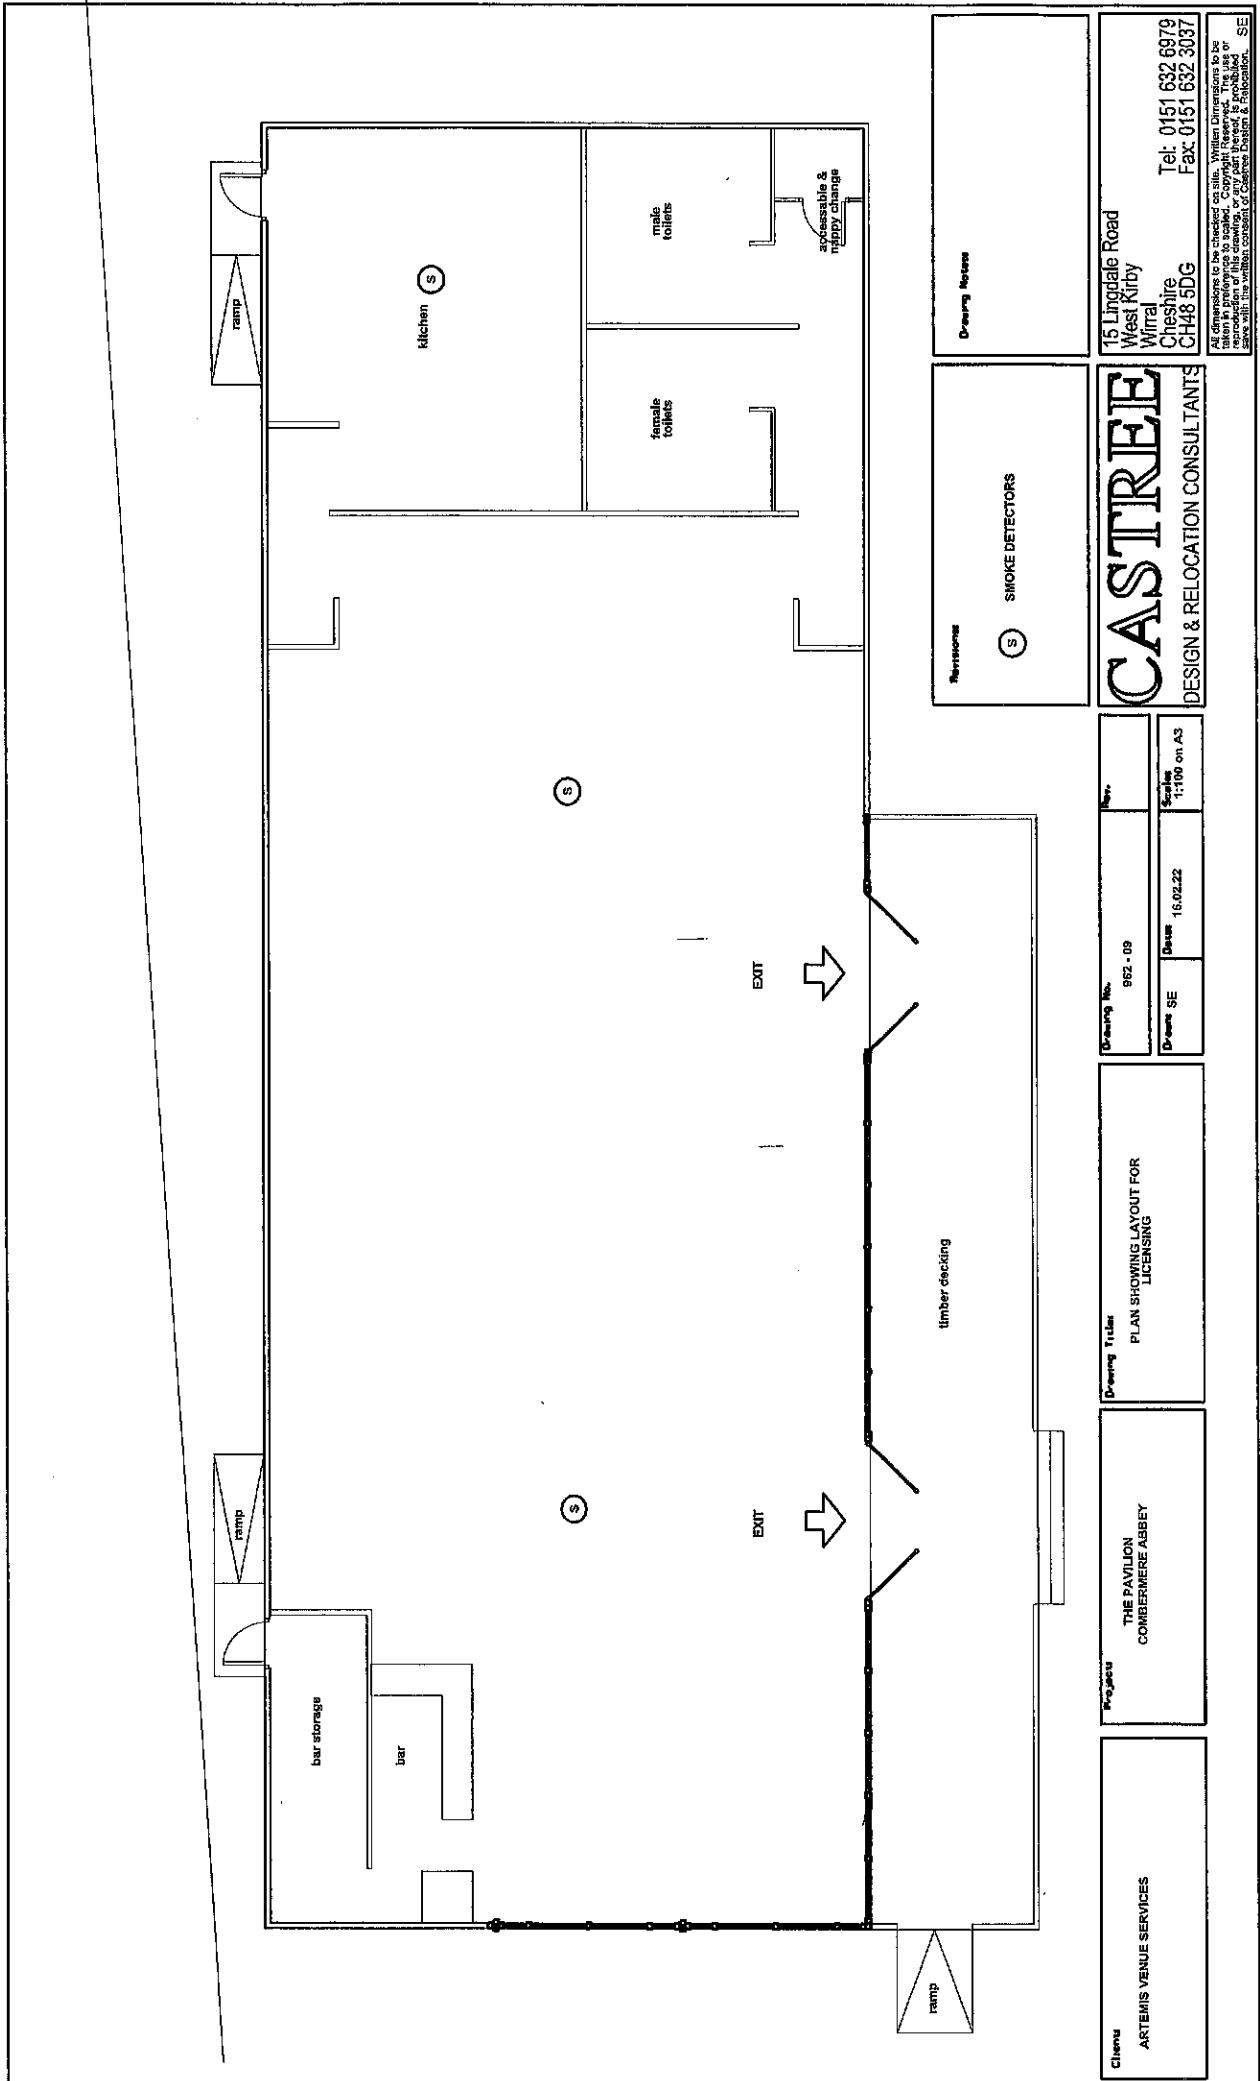 ramp
ramp
bar storage
bar
kitchen
S
female
toilets
male
toilets
accessable &
nappy change
S
S
EXIT
EXIT
timber decking
ramp
Revisions
S
SMOKE DETECTORS
Drawing Notes
Client
ARTEMIS VENUE SERVICES
Project
THE PAVILION
COMBERMERE ABBEY
Drawing Title
PLAN SHOWING LAYOUT FOR
LICENSING
Drawing No.
962 - 09
Rev.
Drawn SE
Date 16.02.22
Scales
1:100 on A3
CASTREE
DESIGN & RELOCATION CONSULTANTS
15 Lingdale Road
West Kirby
Wirral
Cheshire
CH48 5DG
Tel: 0151 632 6979
Fax: 0151 632 3037
All dimensions to be checked on site. Written Dimensions to be
taken in preference to scaled. Copyright Reserved. The use or
reproduction of this drawing, or any part thereof, is prohibited
save with the written consent of Castree Design & Relocation. SE